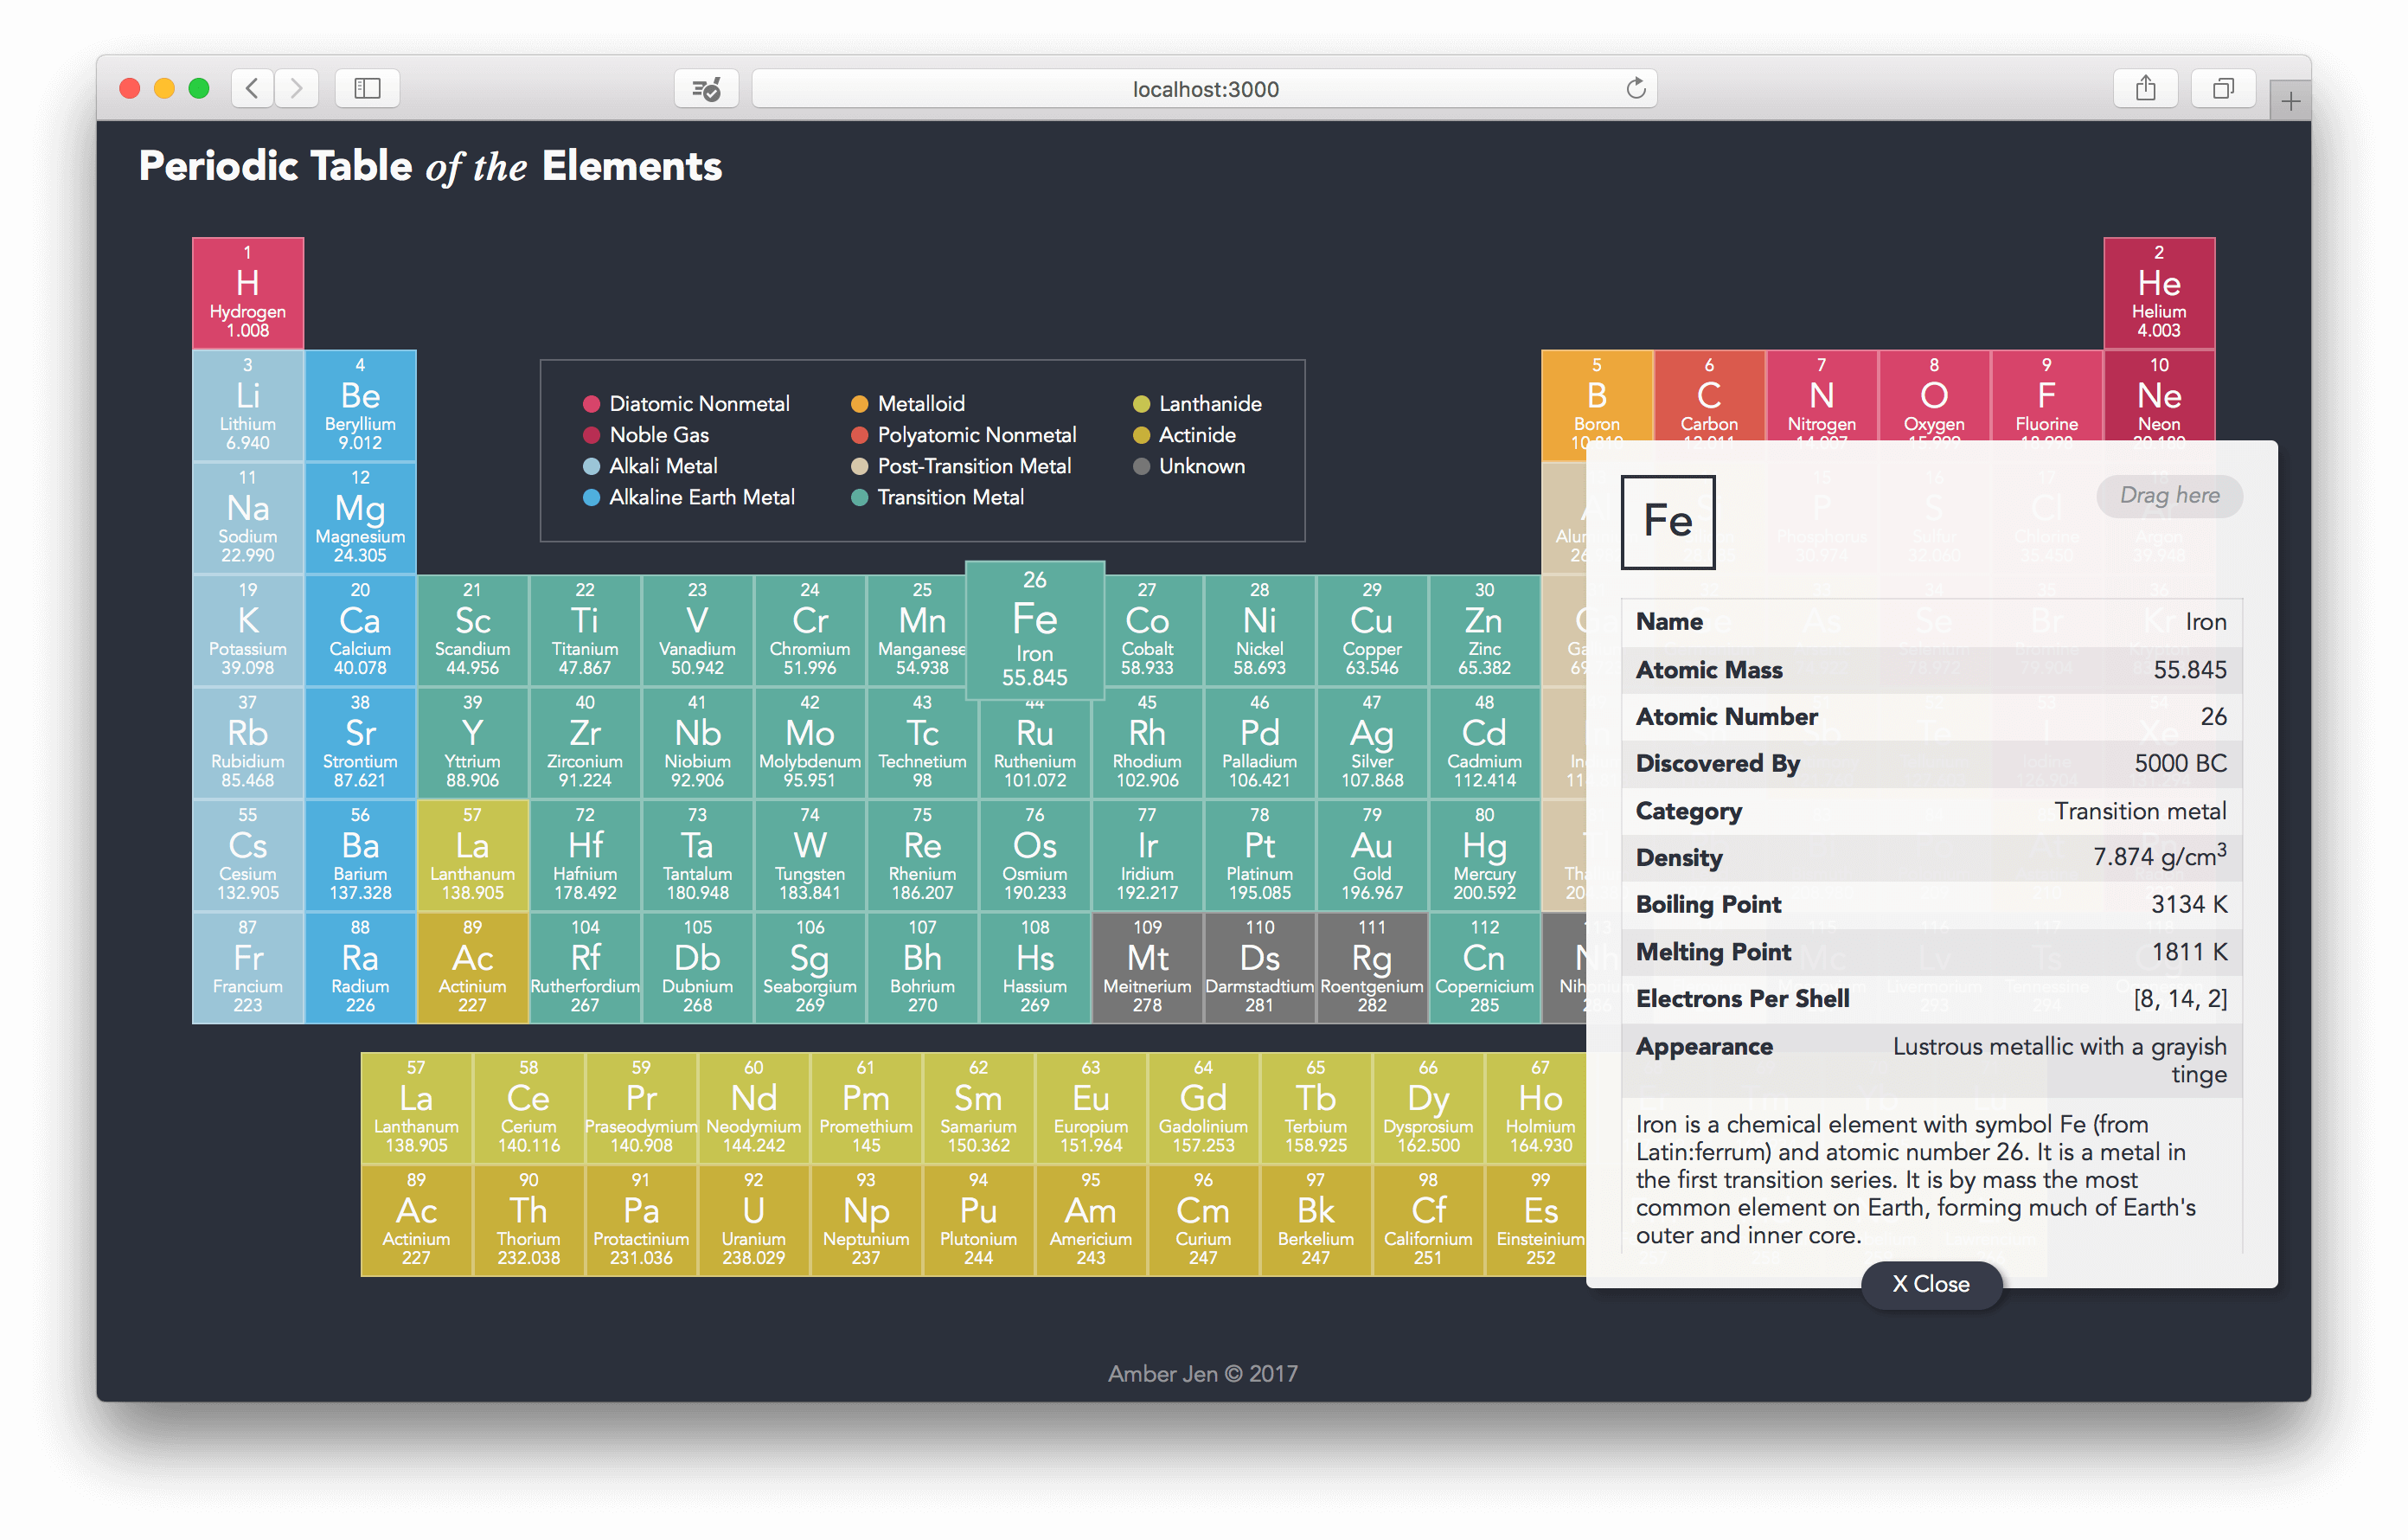 localhost:3000
Periodic Table of the Elements
1
H
Hydrogen
1.008
2
He
Helium
4.003
3
Li
Lithium
6.940
4
Be
Beryllium
9.012
5
B
Boron
6
C
Carbon
7
N
Nitrogen
8
O
Oxygen
9
F
Fluorine
10
Ne
Neon
Diatomic Nonmetal
Noble Gas
Alkali Metal
Alkaline Earth Metal
Metalloid
Polyatomic Nonmetal
Post-Transition Metal
Transition Metal
Lanthanide
Actinide
Unknown
11
Na
Sodium
22.990
12
Mg
Magnesium
24.305
19
K
Potassium
39.098
20
Ca
Calcium
40.078
21
Sc
Scandium
44.956
22
Ti
Titanium
47.867
23
V
Vanadium
50.942
24
Cr
Chromium
51.996
25
Mn
Manganese
54.938
26
Fe
Iron
55.845
27
Co
Cobalt
58.933
28
Ni
Nickel
58.693
29
Cu
Copper
63.546
30
Zn
Zinc
65.382
37
Rb
Rubidium
85.468
38
Sr
Strontium
87.621
39
Y
Yttrium
88.906
40
Zr
Zirconium
91.224
41
Nb
Niobium
92.906
42
Mo
Molybdenum
95.951
43
Tc
Technetium
98
44
Ru
Ruthenium
101.072
45
Rh
Rhodium
102.906
46
Pd
Palladium
106.421
47
Ag
Silver
107.868
48
Cd
Cadmium
112.414
55
Cs
Cesium
132.905
56
Ba
Barium
137.328
57
La
Lanthanum
138.905
72
Hf
Hafnium
178.492
73
Ta
Tantalum
180.948
74
W
Tungsten
183.841
75
Re
Rhenium
186.207
76
Os
Osmium
190.233
77
Ir
Iridium
192.217
78
Pt
Platinum
195.085
79
Au
Gold
196.967
80
Hg
Mercury
200.592
87
Fr
Francium
223
88
Ra
Radium
226
89
Ac
Actinium
227
104
Rf
Rutherfordium
267
105
Db
Dubnium
268
106
Sg
Seaborgium
269
107
Bh
Bohrium
270
108
Hs
Hassium
269
109
Mt
Meitnerium
278
110
Ds
Darmstadtium
281
111
Rg
Roentgenium
282
112
Cn
Copernicium
285
57
La
Lanthanum
138.905
58
Ce
Cerium
140.116
59
Pr
Praseodymium
140.908
60
Nd
Neodymium
144.242
61
Pm
Promethium
145
62
Sm
Samarium
150.362
63
Eu
Europium
151.964
64
Gd
Gadolinium
157.253
65
Tb
Terbium
158.925
66
Dy
Dysprosium
162.500
67
Ho
Holmium
164.930
89
Ac
Actinium
227
90
Th
Thorium
232.038
91
Pa
Protactinium
231.036
92
U
Uranium
238.029
93
Np
Neptunium
237
94
Pu
Plutonium
244
95
Am
Americium
243
96
Cm
Curium
247
97
Bk
Berkelium
247
98
Cf
Californium
251
99
Es
Einsteinium
252
Fe
Drag here
Name Iron
Atomic Mass 55.845
Atomic Number 26
Discovered By 5000 BC
Category Transition metal
Density 7.874 g/cm³
Boiling Point 3134 K
Melting Point 1811 K
Electrons Per Shell [8, 14, 2]
Appearance Lustrous metallic with a grayish
tinge
Iron is a chemical element with symbol Fe (from
Latin:ferrum) and atomic number 26. It is a metal in
the first transition series. It is by mass the most
common element on Earth, forming much of Earth's
outer and inner core.
X Close
Amber Jen © 2017